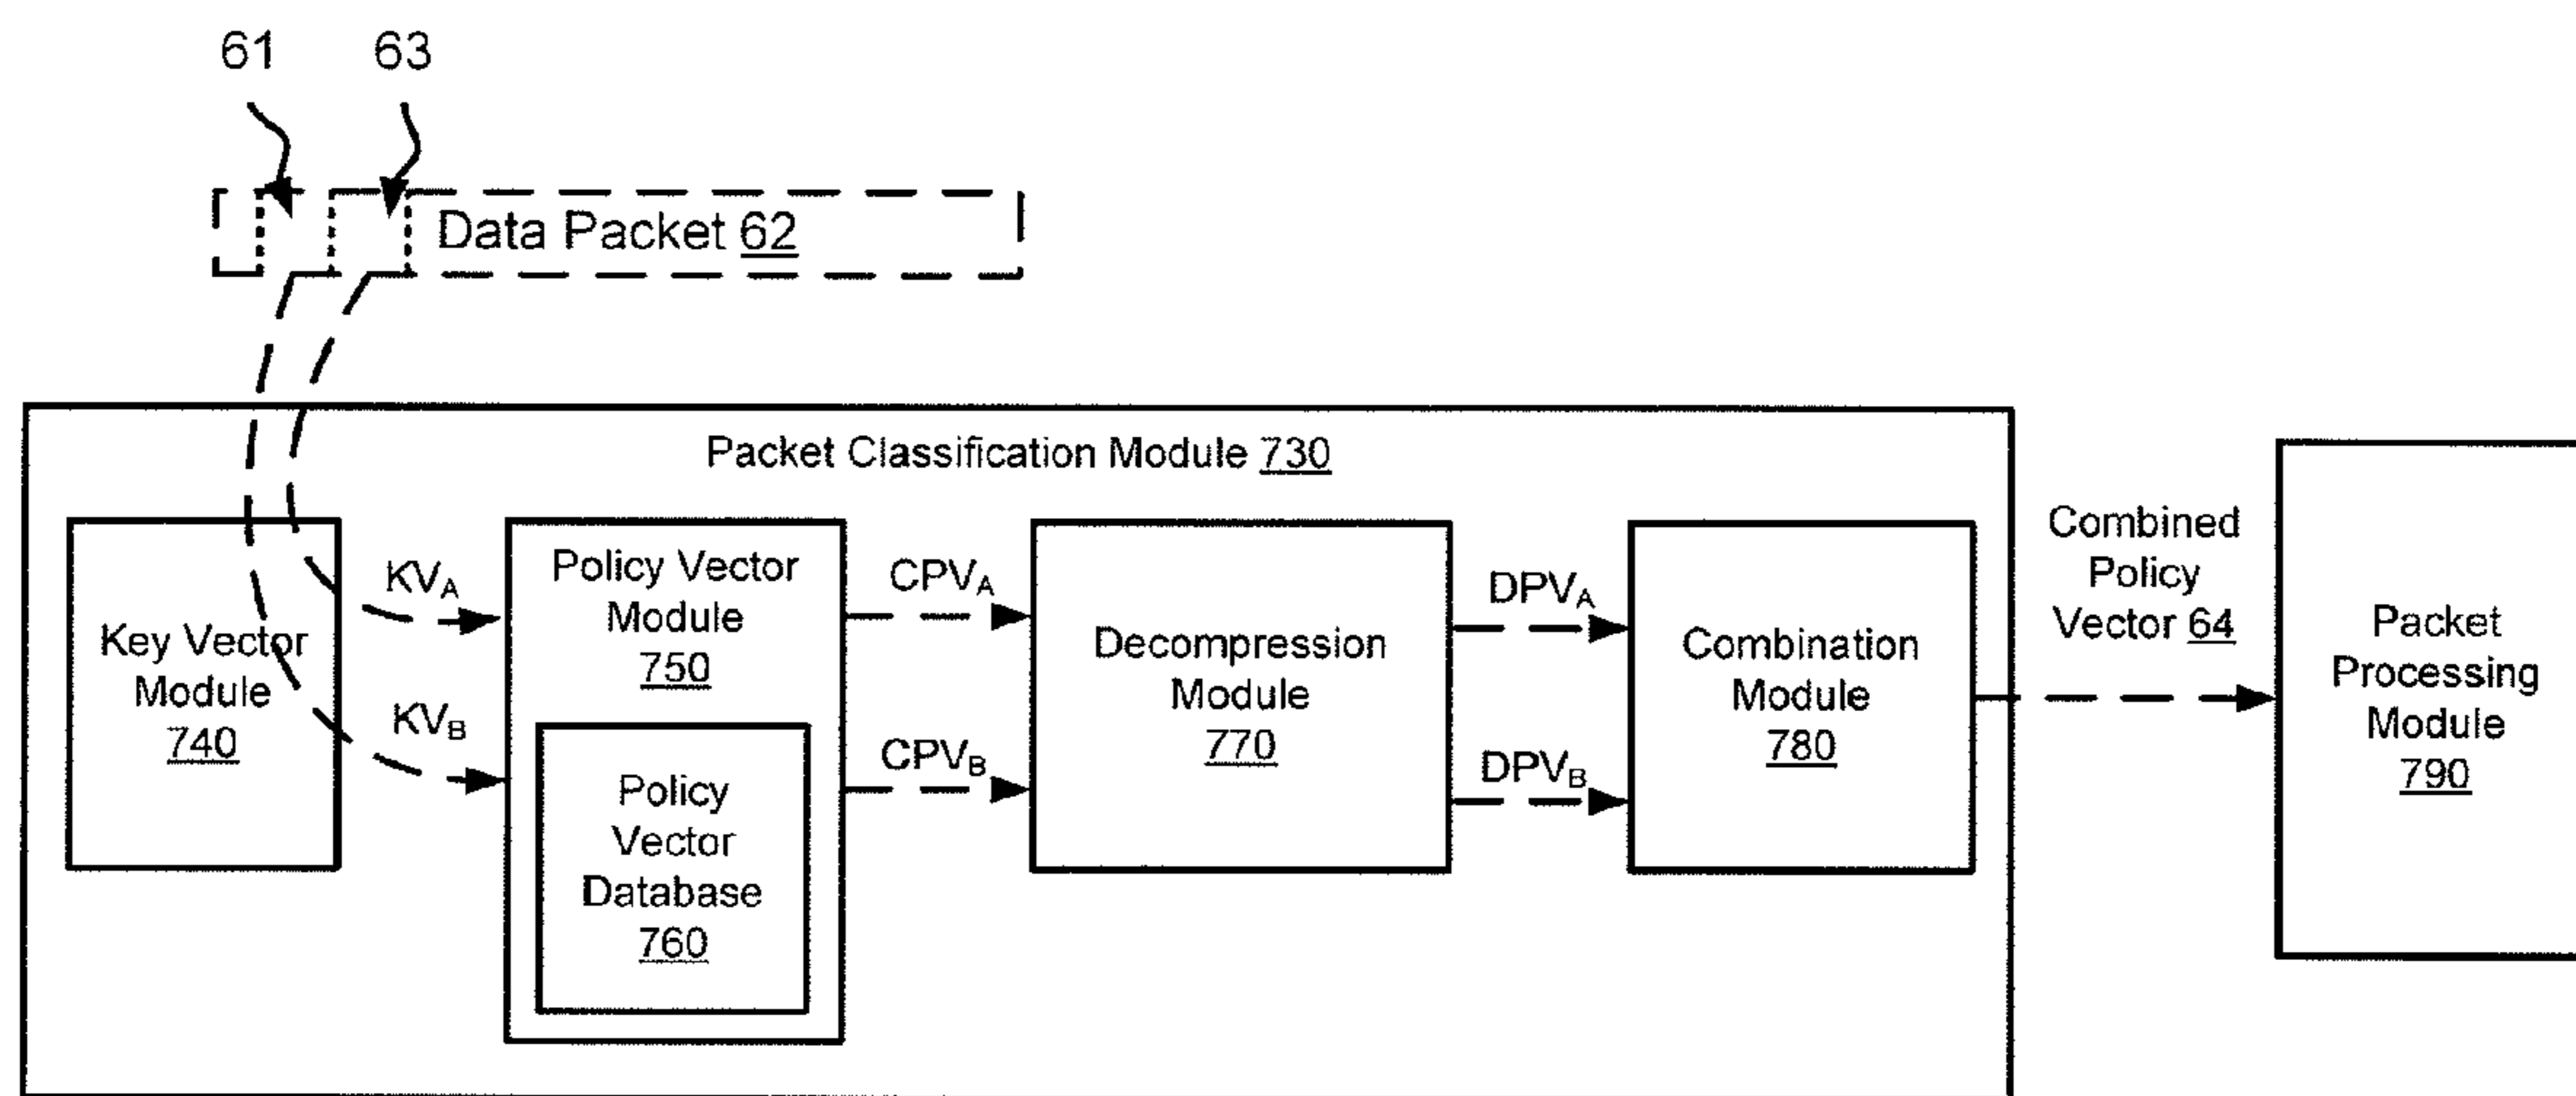 61 63
Data Packet 62
Packet Classification Module 730
Key Vector
Module
740
KVA
KVB
Policy Vector
Module
750
Policy
Vector
Database
760
CPVA
CPVB
Decompression
Module
770
DPVA
DPVB
Combination
Module
780
Combined
Policy
Vector 64
Packet
Processing
Module
790